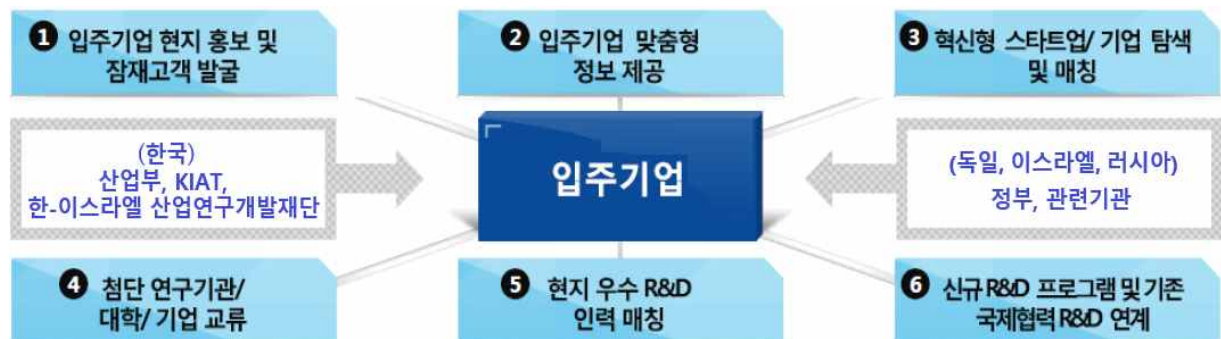 ❶ 입주기업 현지 홍보 및
잠재고객 발굴
❷ 입주기업 맞춤형
정보 제공
❸ 혁신형 스타트업/ 기업 탐색
및 매칭
(한국)
산업부, KIAT,
한-이스라엘 산업연구개발재단
입주기업
(독일, 이스라엘, 러시아)
정부, 관련기관
❹ 첨단 연구기관/
대학/ 기업 교류
❺ 현지 우수 R&D
인력 매칭
❻ 신규 R&D 프로그램 및 기존
국제협력 R&D 연계